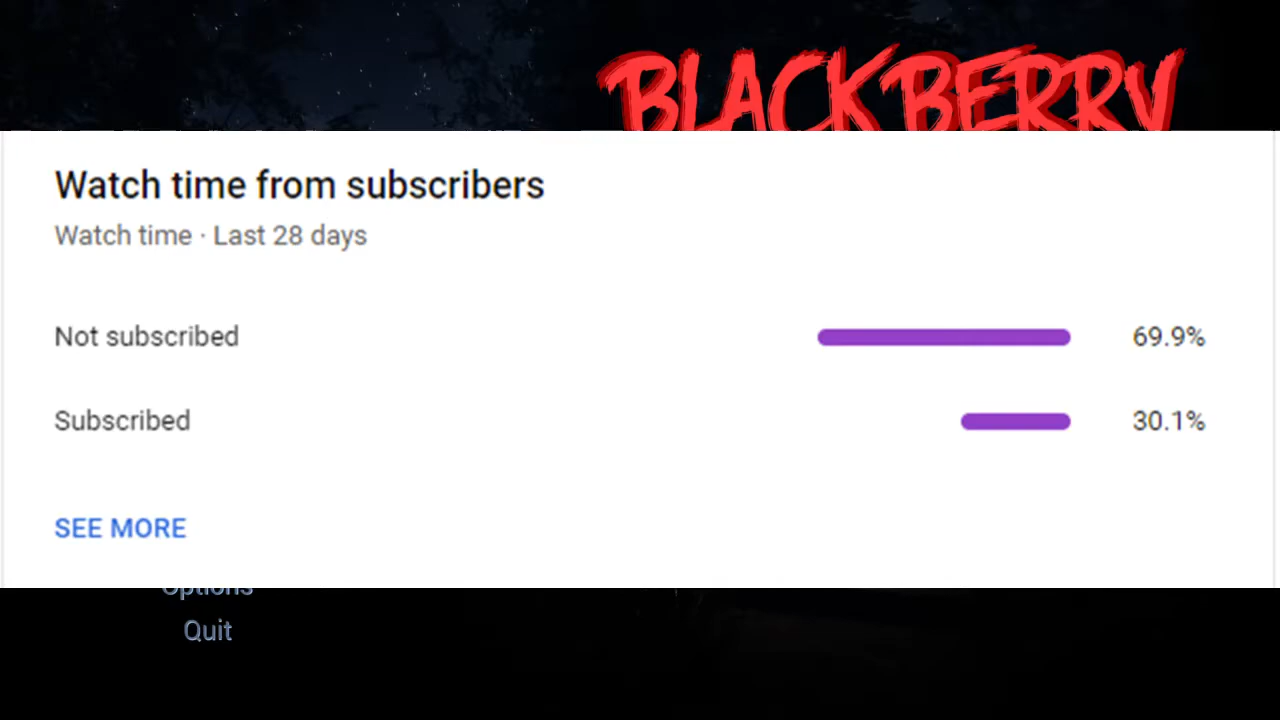 BLACKBERRY
Watch time from subscribers
Watch time · Last 28 days
Not subscribed 69.9%
Subscribed 30.1%
SEE MORE
Options
Quit